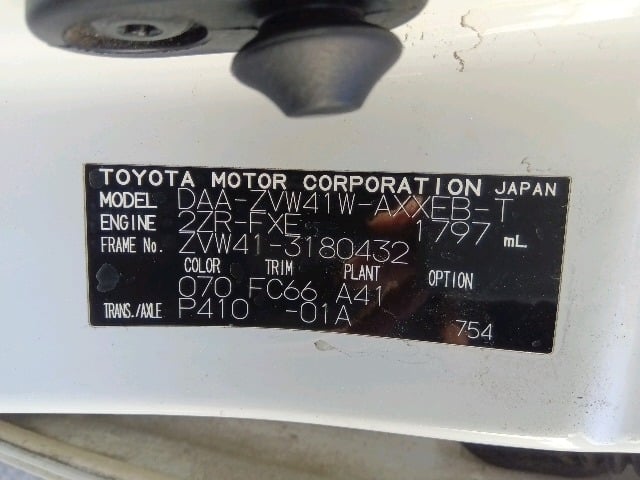 TOYOTA MOTOR CORPORATION JAPAN
MODEL DAA-ZVW41W-AXXEB-T
ENGINE 2ZR-FXE 1797 mL
FRAME No. ZVW41-3180432
COLOR TRIM PLANT OPTION
070 FC66 A41
TRANS./AXLE P410 -01A
754